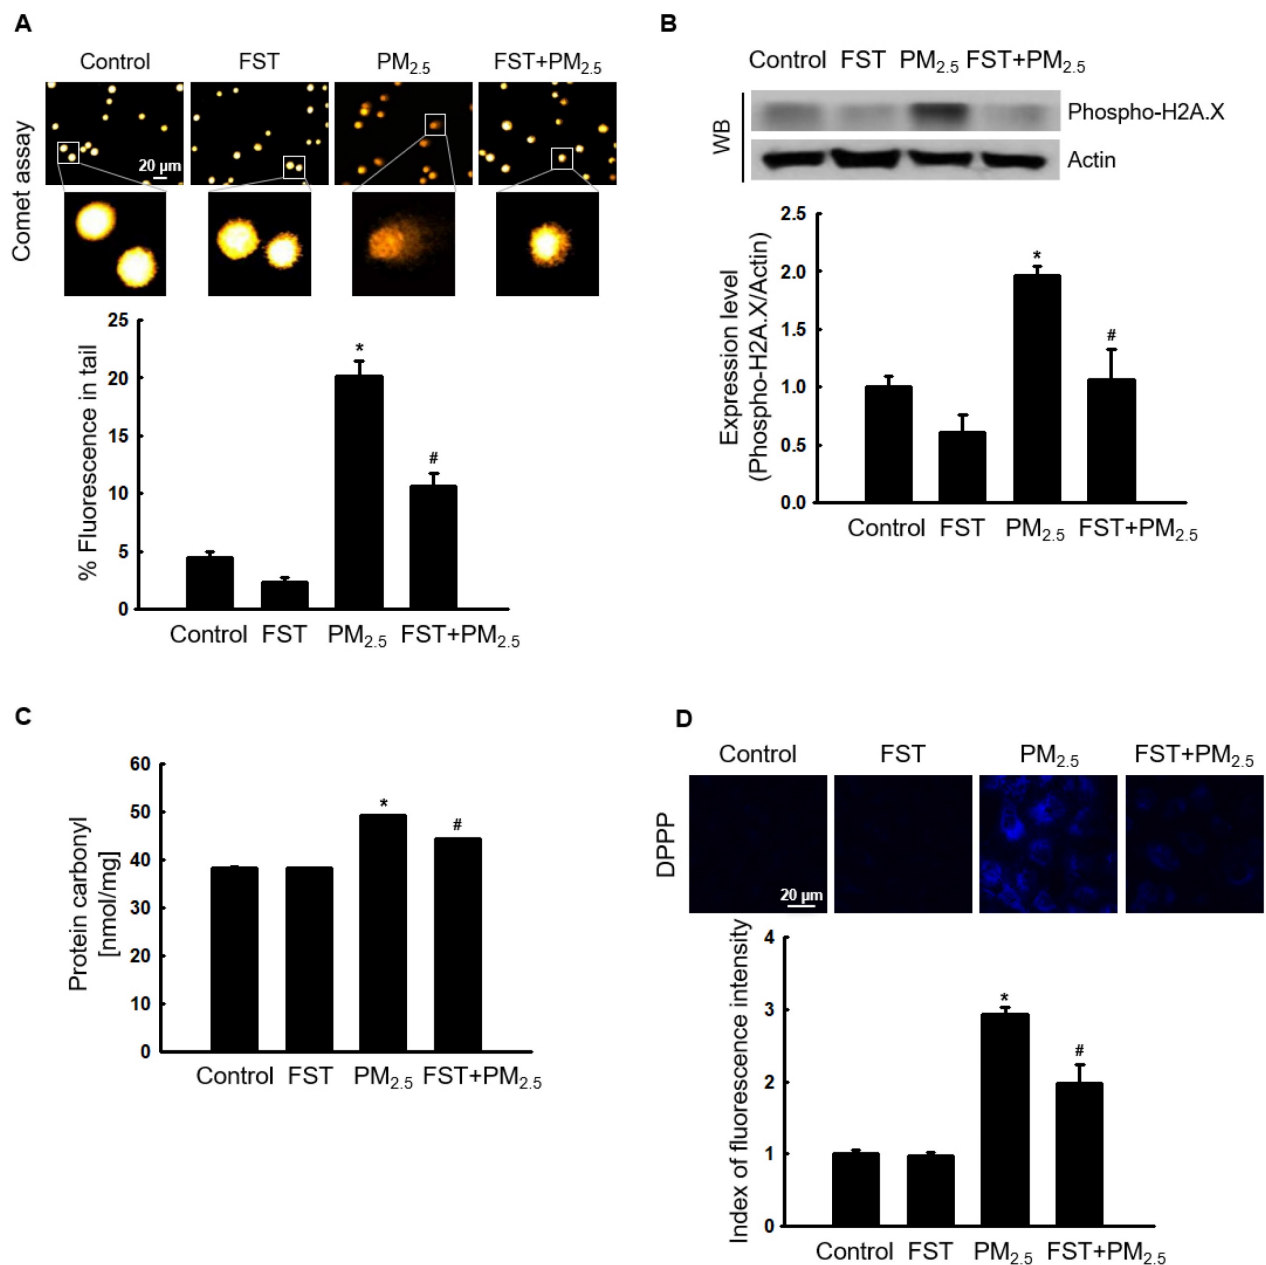 A
Control FST PM2.5 FST+PM2.5
Comet assay
20 μm
25
20
15
10
5
0
% Fluorescence in tail
*
#
Control FST PM2.5 FST+PM2.5
B
Control FST PM2.5 FST+PM2.5
WB
Phospho-H2A.X
Actin
2.5
2.0
1.5
1.0
0.5
0.0
Expression level
(Phospho-H2A.X/Actin)
*
#
Control FST PM2.5 FST+PM2.5
C
60
50
40
30
20
10
0
Protein carbonyl
[nmol/mg]
*
#
Control FST PM2.5 FST+PM2.5
D
Control FST PM2.5 FST+PM2.5
DPPP
20 μm
4
3
2
1
0
Index of fluorescence intensity
*
#
Control FST PM2.5 FST+PM2.5